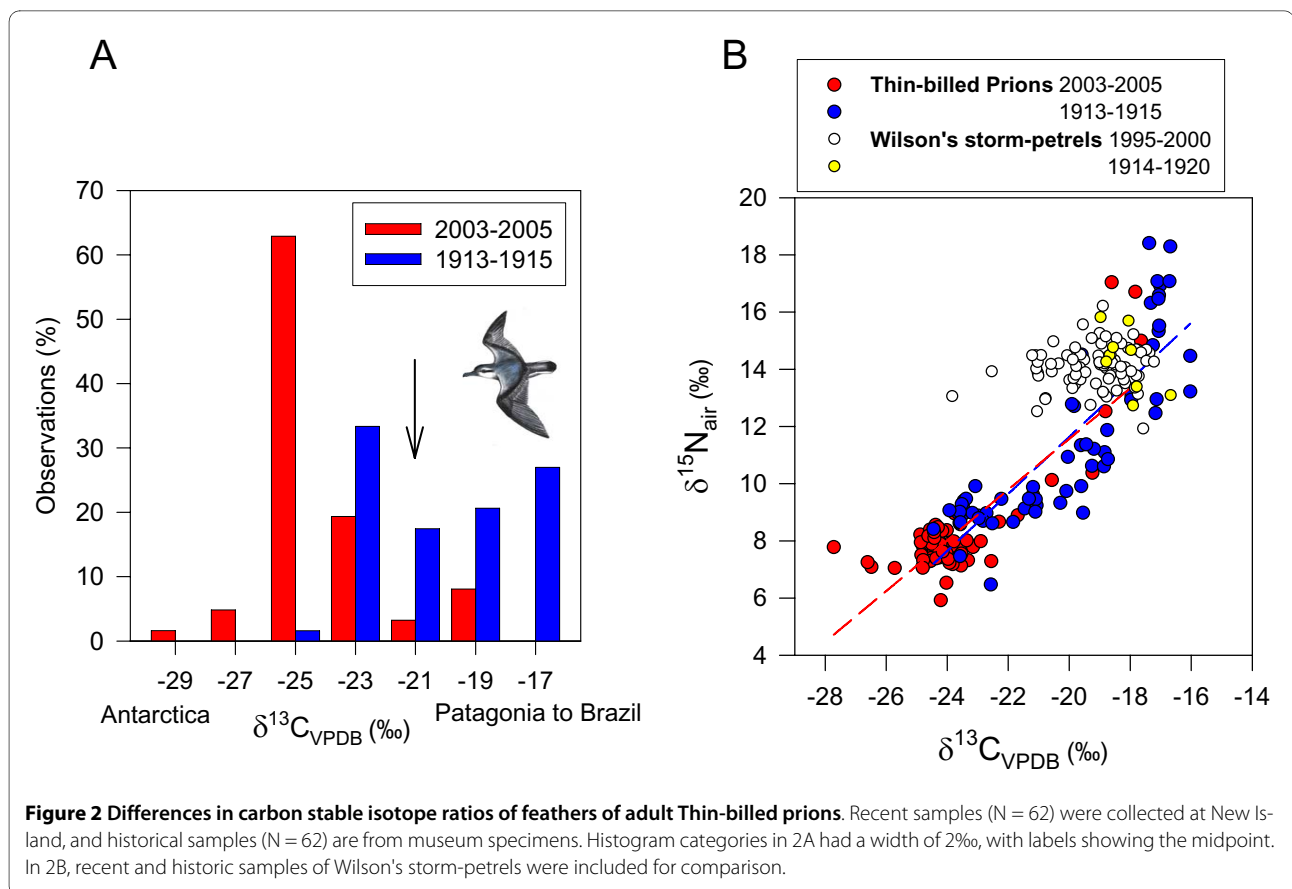 A
70
60
50
40
30
20
10
0
Observations (%)
2003-2005
1913-1915
-29 -27 -25 -23 -21 -19 -17
Antarctica Patagonia to Brazil
δ¹³C_VPDB (‰)
B
Thin-billed Prions 2003-2005
1913-1915
Wilson's storm-petrels 1995-2000
1914-1920
20
18
16
14
12
10
8
6
4
δ¹⁵N_air (‰)
-28 -26 -24 -22 -20 -18 -16 -14
δ¹³C_VPDB (‰)
Figure 2 Differences in carbon stable isotope ratios of feathers of adult Thin-billed prions. Recent samples (N = 62) were collected at New Is-
land, and historical samples (N = 62) are from museum specimens. Histogram categories in 2A had a width of 2‰, with labels showing the midpoint.
In 2B, recent and historic samples of Wilson's storm-petrels were included for comparison.